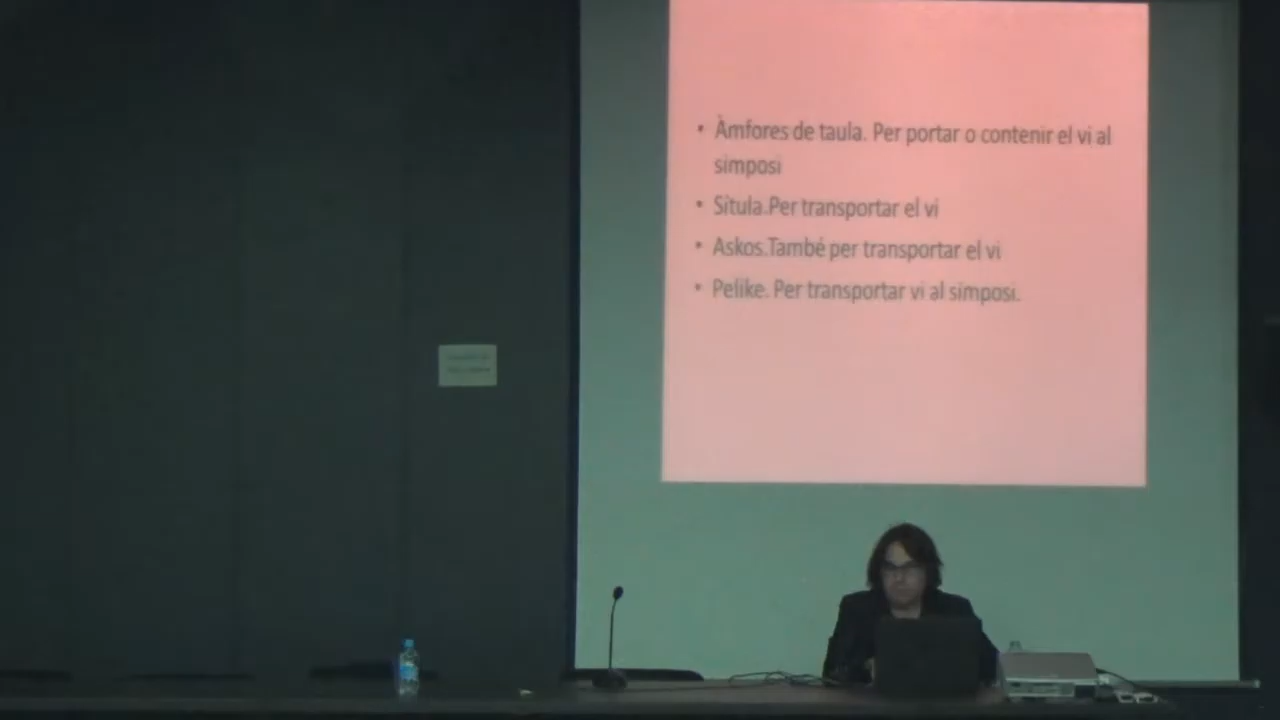 • Àmfores de taula. Per portar o contenir el vi al
simposi
• Sítula.Per transportar el vi
• Askos.També per transportar el vi
• Pelike. Per transportar vi al simposi.